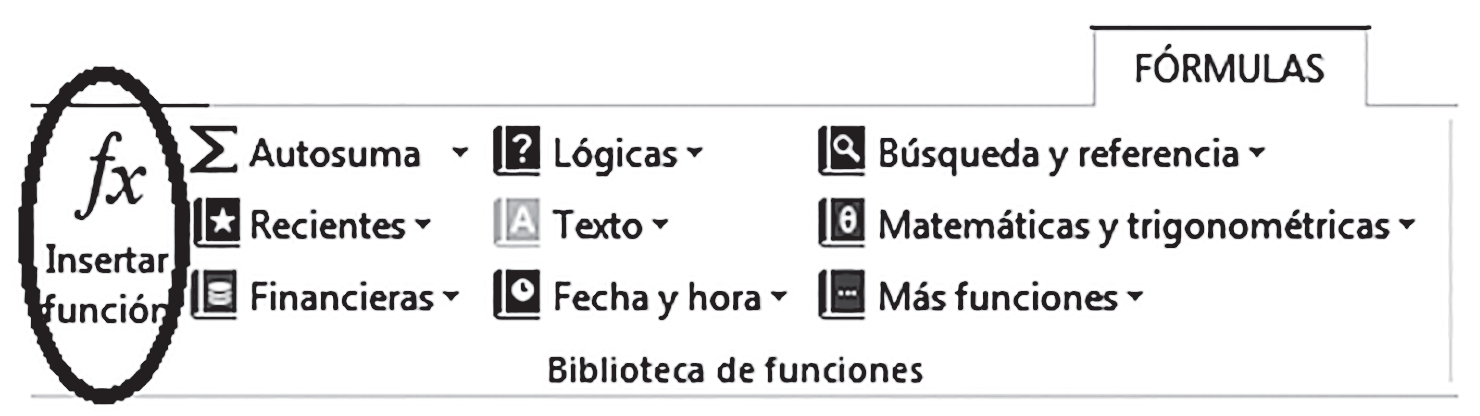 FÓRMULAS
fx
Insertar
función
Σ Autosuma
Recientes
Financieras
Lógicas
Texto
Fecha y hora
Búsqueda y referencia
Matemáticas y trigonométricas
Más funciones
Biblioteca de funciones